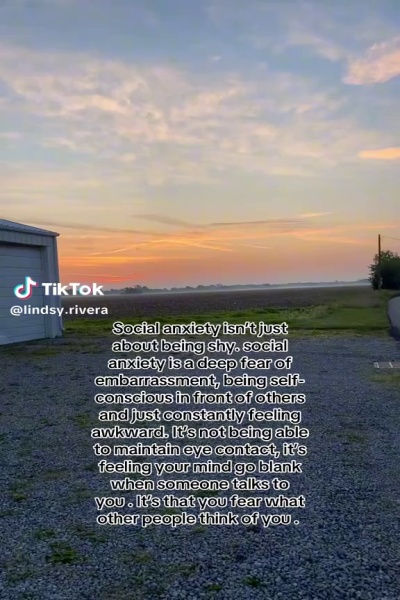 TikTok
@lindsy.rivera
Social anxiety isn't just
about being shy. social
anxiety is a deep fear of
embarrassment, being self-
conscious in front of others
and just constantly feeling
awkward. It's not being able
to maintain eye contact, it's
feeling your mind go blank
when someone talks to
you . It's that you fear what
other people think of you .